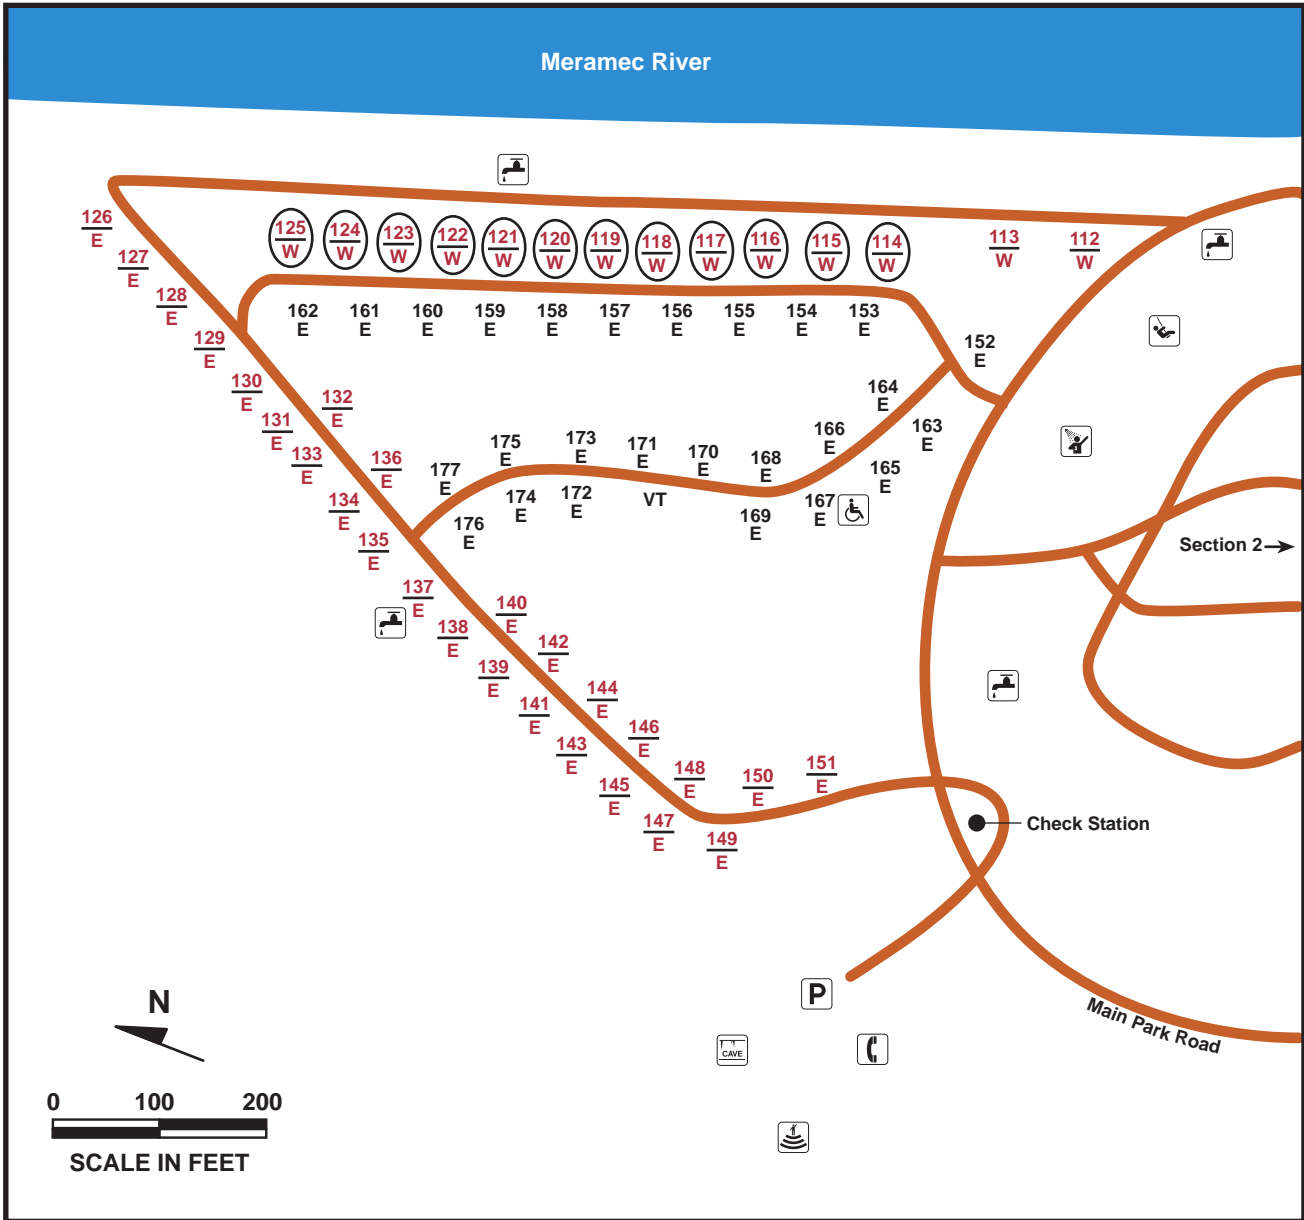 Meramec River
126
E
127
E
128
E
129
E
130
E
131
E
133
E
134
E
135
E
132
E
136
E
125
W
124
W
123
W
122
W
121
W
120
W
119
W
118
W
117
W
116
W
115
W
114
W
113
W
112
W
162
E
161
E
160
E
159
E
158
E
157
E
156
E
155
E
154
E
153
E
152
E
164
E
163
E
166
E
165
E
168
E
167
E
170
E
169
E
171
E
VT
173
E
172
E
175
E
174
E
177
E
176
E
137
E
138
E
139
E
140
E
141
E
142
E
143
E
144
E
145
E
146
E
147
E
148
E
149
E
150
E
151
E
Section 2
Check Station
Main Park Road
P
CAVE
N
0 100 200
SCALE IN FEET